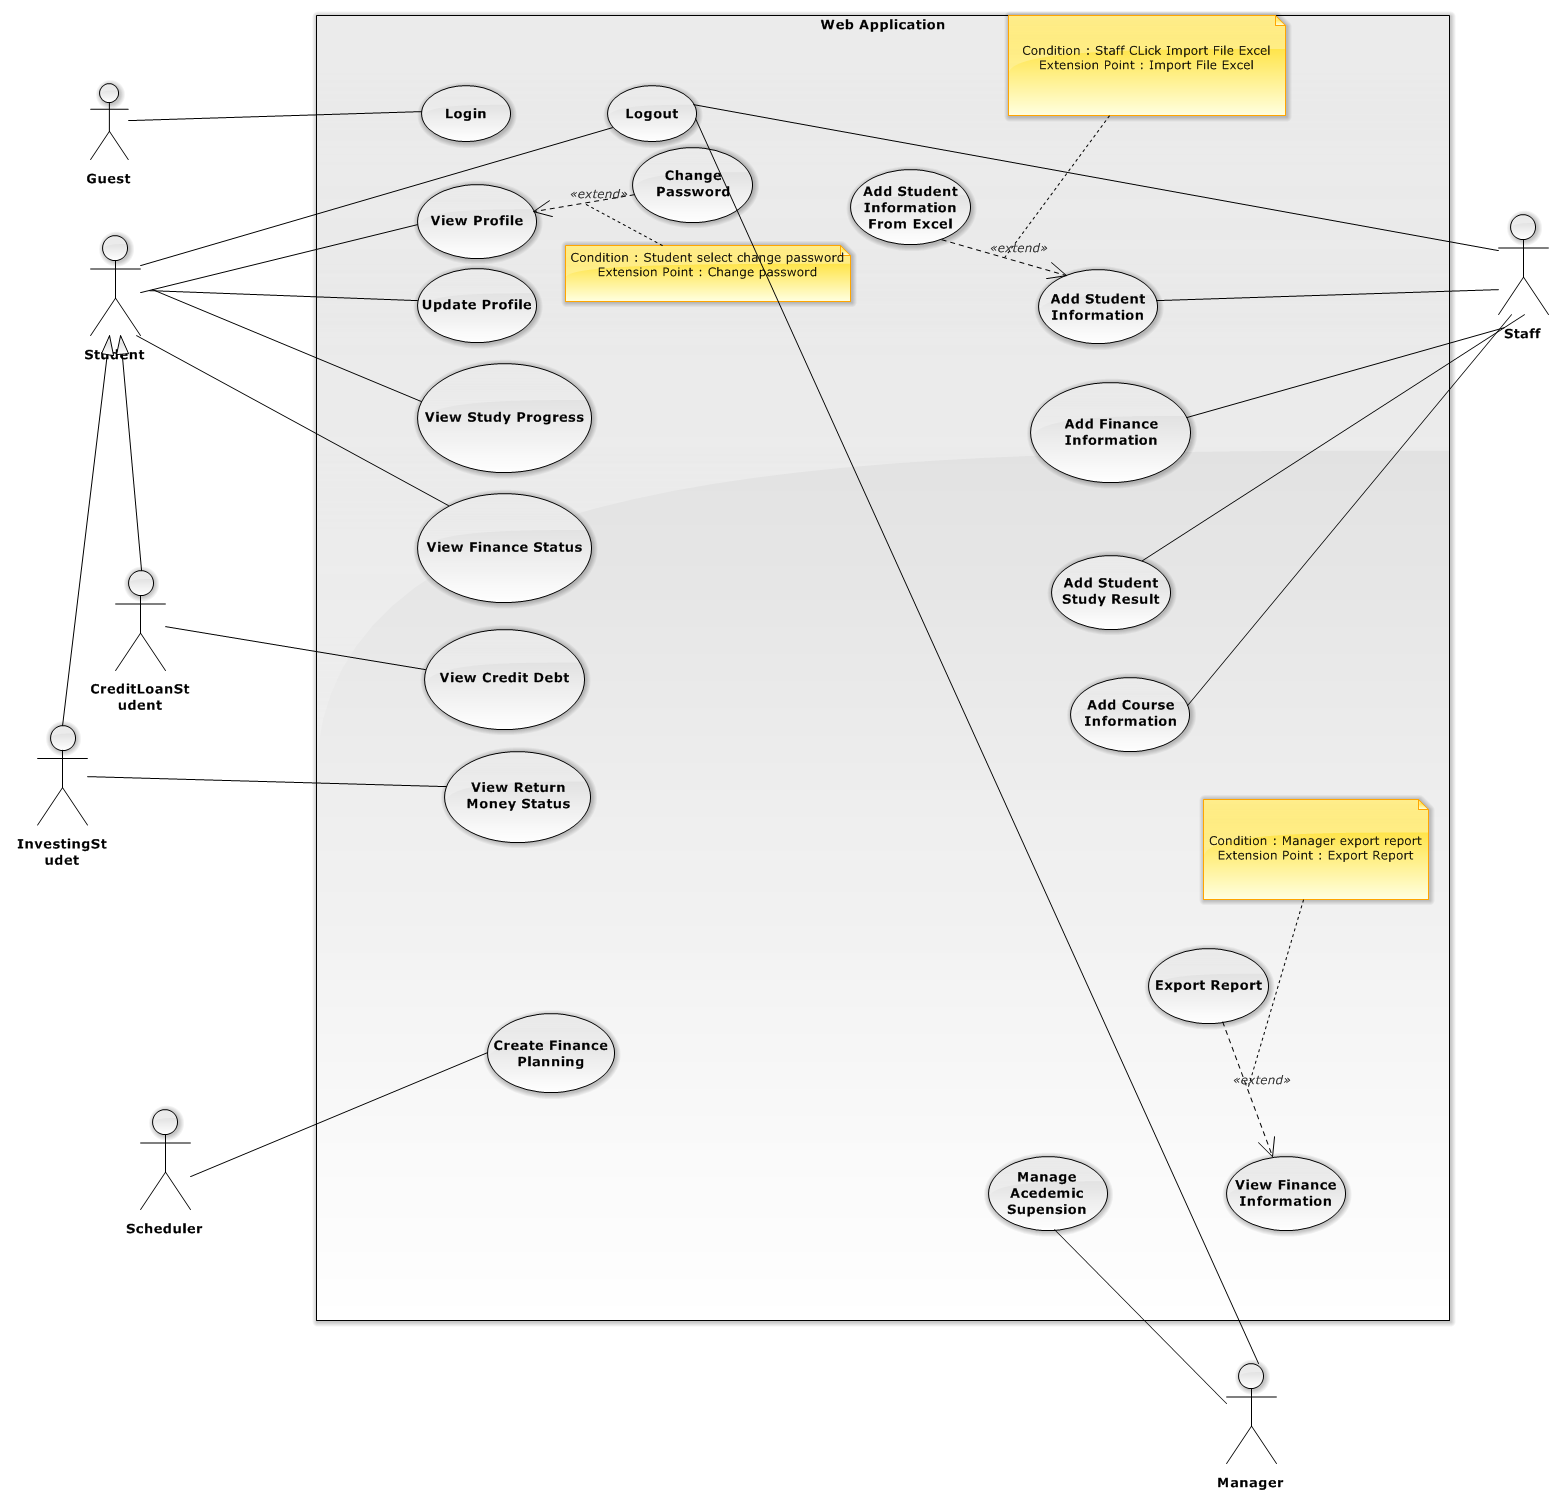 Web Application
Condition : Staff CLick Import File Excel
Extension Point : Import File Excel
Login
Logout
Guest
Change
Password
Add Student
Information
From Excel
«extend»
View Profile
«extend»
Condition : Student select change password
Extension Point : Change password
Add Student
Information
Update Profile
Staff
Student
View Study Progress
Add Finance
Information
View Finance Status
Add Student
Study Result
View Credit Debt
CreditLoanSt
udent
Add Course
Information
View Return
Money Status
InvestingSt
udet
Condition : Manager export report
Extension Point : Export Report
Export Report
Create Finance
Planning
«extend»
Manage
Acedemic
Supension
View Finance
Information
Scheduler
Manager